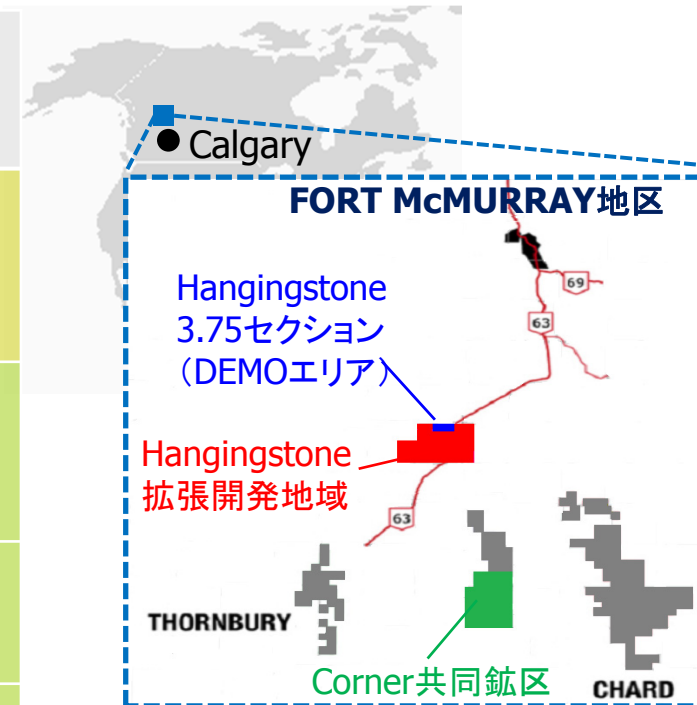 Calgary
FORT McMURRAY地区
69
63
Hangingstone
3.75セクション
（DEMOエリア）
Hangingstone
拡張開発地域
63
THORNBURY
Corner共同鉱区
CHARD